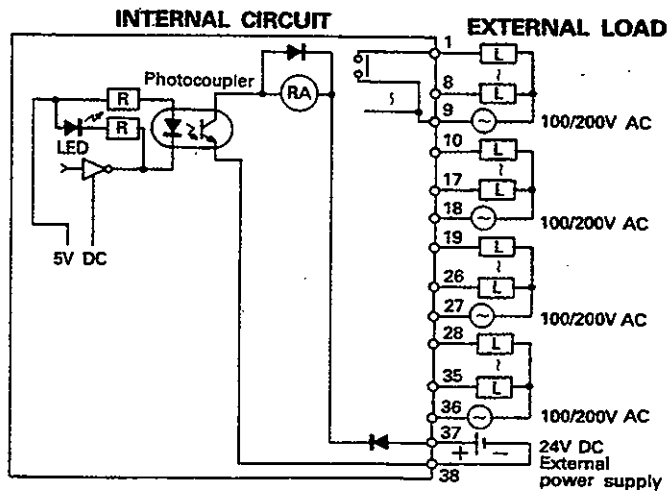 INTERNAL CIRCUIT
EXTERNAL LOAD
Photocoupler
R
R
LED
5V DC
RA
1
L
8
L
9
100/200V AC
10
L
17
L
18
100/200V AC
19
L
26
L
27
100/200V AC
28
L
35
L
36
100/200V AC
37
+ −
24V DC
38
External
power supply